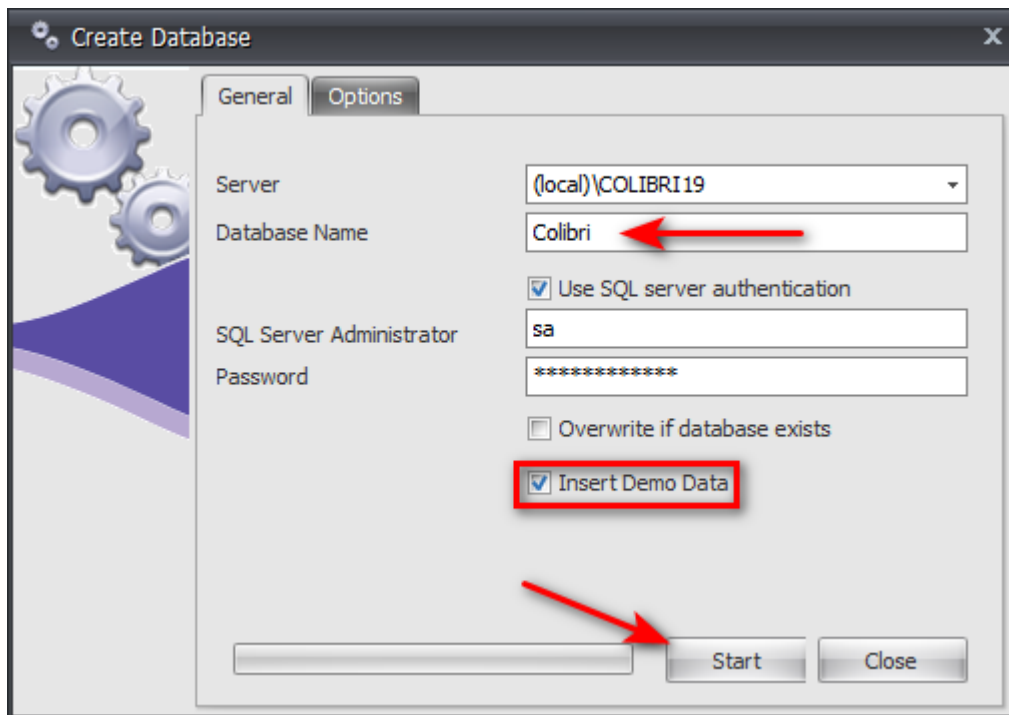 Create Database
General
Options
Server
(local)\COLIBRI19
Database Name
Colibri
Use SQL server authentication
SQL Server Administrator
sa
Password
************
Overwrite if database exists
Insert Demo Data
Start
Close